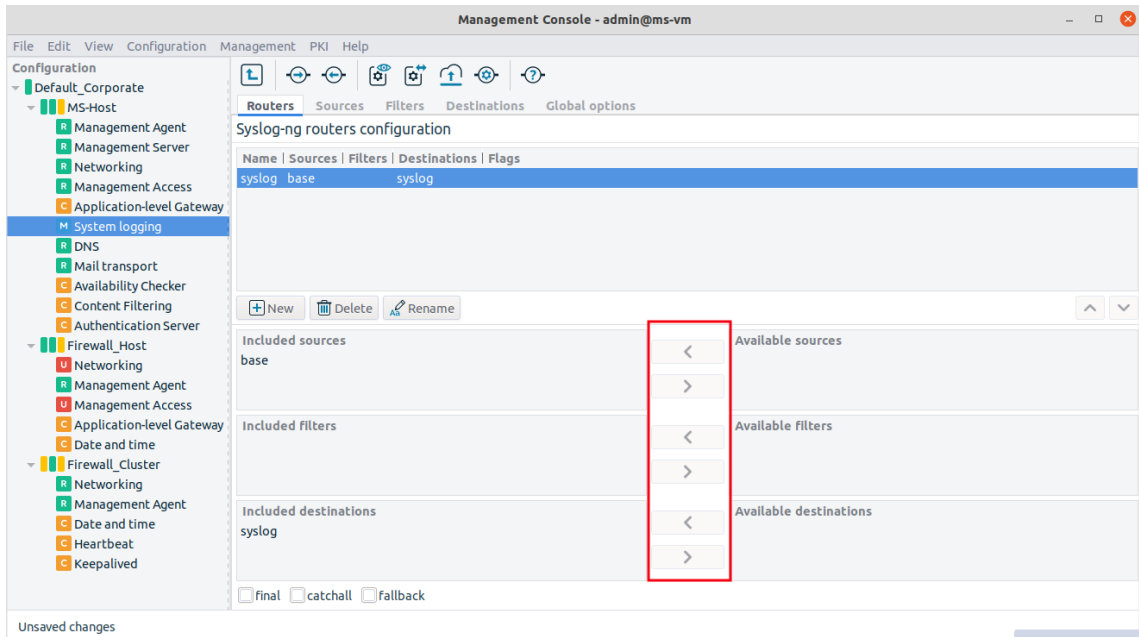 Management Console - admin@ms-vm
File Edit View Configuration Management PKI Help
Configuration
Default_Corporate
MS-Host
R Management Agent
R Management Server
R Networking
R Management Access
C Application-level Gateway
M System logging
R DNS
R Mail transport
C Availability Checker
C Content Filtering
C Authentication Server
Firewall_Host
U Networking
R Management Agent
U Management Access
C Application-level Gateway
C Date and time
Firewall_Cluster
R Networking
R Management Agent
C Date and time
C Heartbeat
C Keepalived
Routers Sources Filters Destinations Global options
Syslog-ng routers configuration
Name | Sources | Filters | Destinations | Flags
syslog base syslog
New Delete Rename
Included sources
base
Available sources
Included filters
Available filters
Included destinations
syslog
Available destinations
final catchall fallback
Unsaved changes